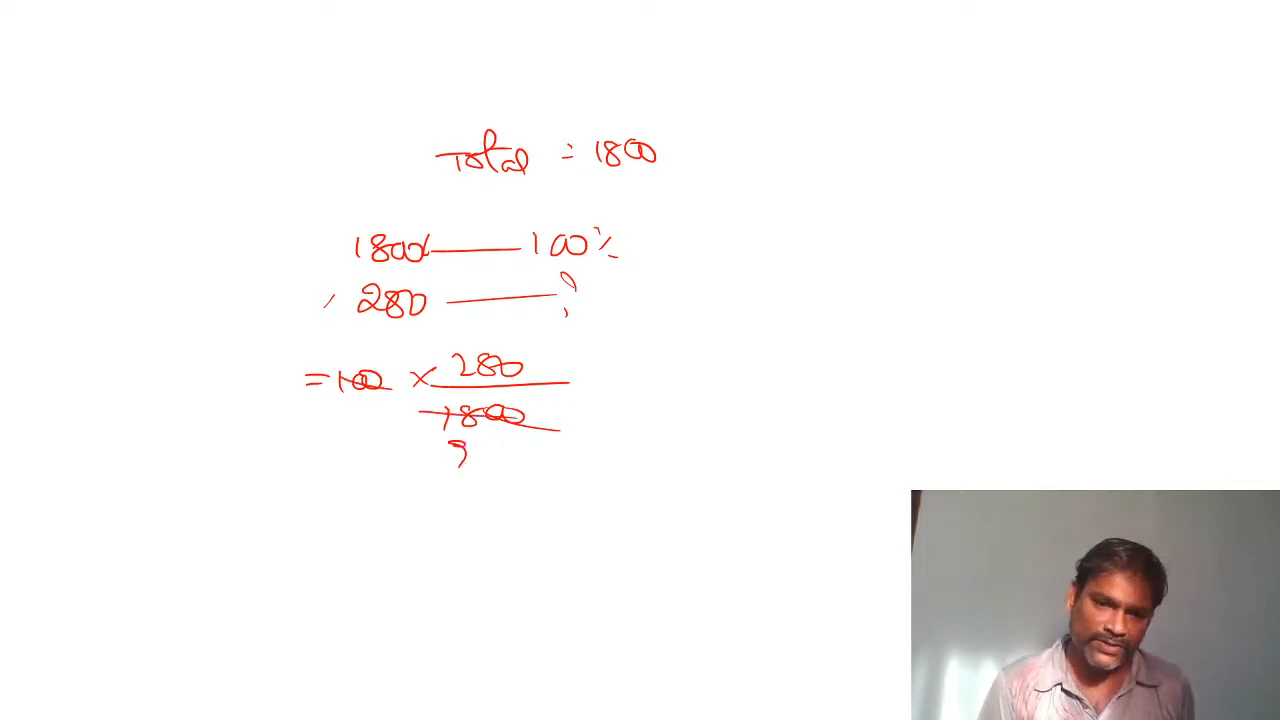 Total = 1800
1800 — 100%
280 — ?
= 100 × 280
1800
9